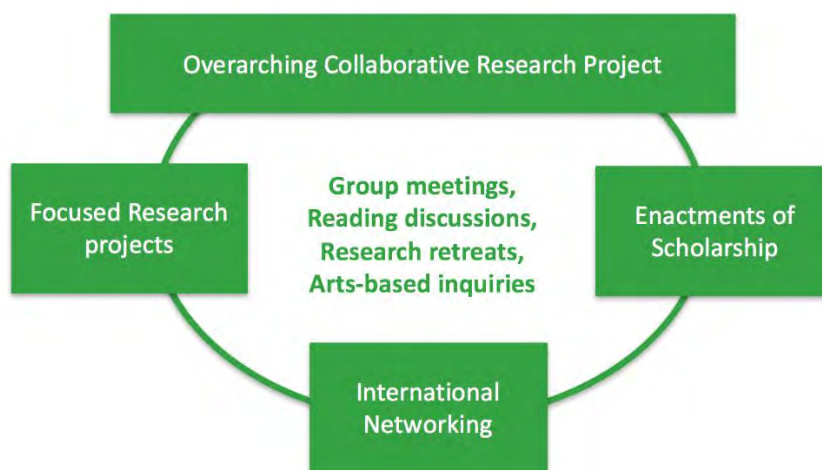 Overarching Collaborative Research Project
Focused Research
projects
Group meetings,
Reading discussions,
Research retreats,
Arts-based inquiries
Enactments of
Scholarship
International
Networking